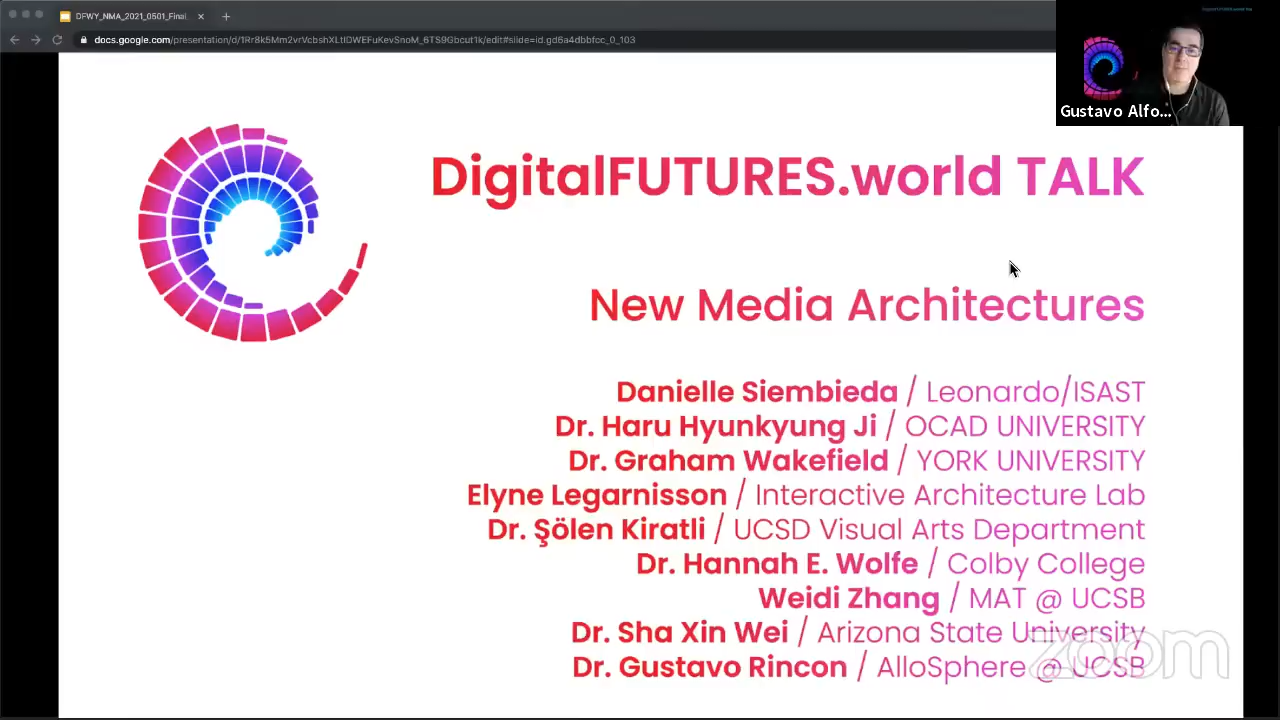 DFWY_NMA_2021_0501_Final
docs.google.com/presentation/d/1Rr8k5Mm2vrVcbshXLtIDWEFuKevSnoM_6TS9Gbcut1k/edit#slide=id.gd6a4dbbfcc_0_103
Gustavo Alfo...
DigitalFUTURES.world TALK
New Media Architectures
Danielle Siembieda / Leonardo/ISAST
Dr. Haru Hyunkyung Ji / OCAD UNIVERSITY
Dr. Graham Wakefield / YORK UNIVERSITY
Elyne Legarnisson / Interactive Architecture Lab
Dr. Şölen Kiratli / UCSD Visual Arts Department
Dr. Hannah E. Wolfe / Colby College
Weidi Zhang / MAT @ UCSB
Dr. Sha Xin Wei / Arizona State University
Dr. Gustavo Rincon / AlloSphere @ UCSB
zoom